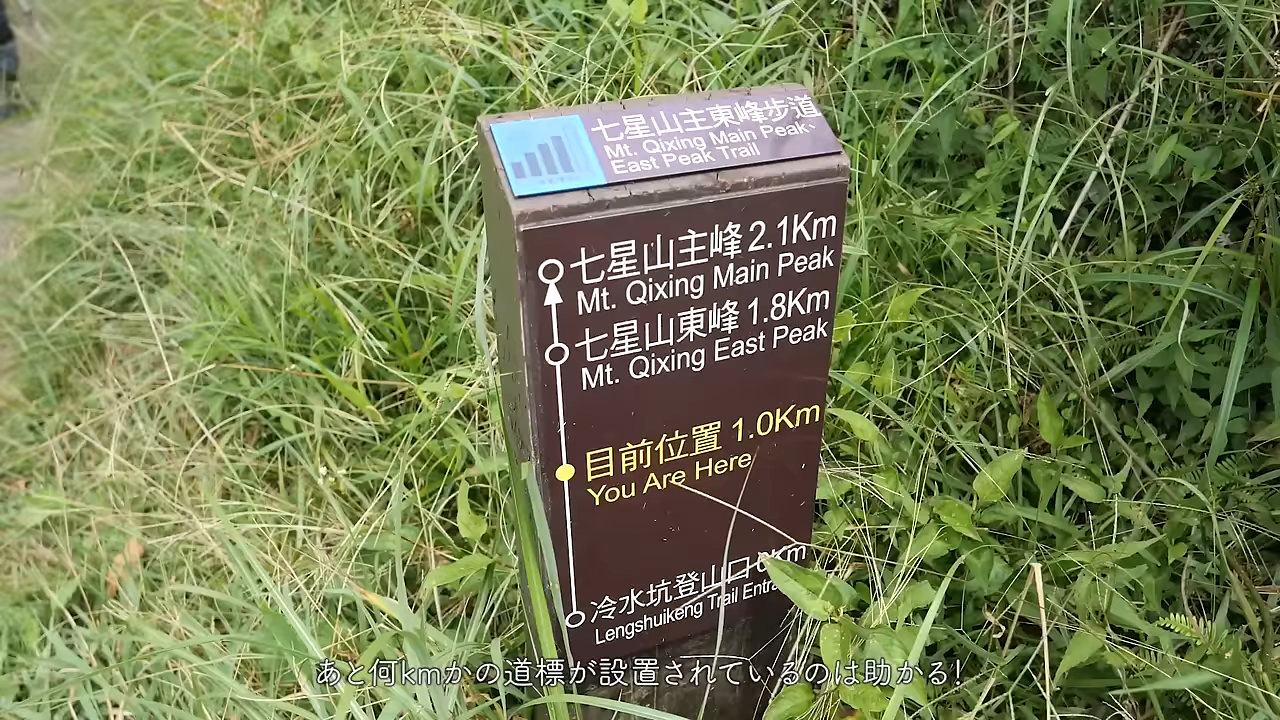 七星山主東峰步道
Mt. Qixing Main Peak、
East Peak Trail
七星山主峰 2.1Km
Mt. Qixing Main Peak
七星山東峰 1.8Km
Mt. Qixing East Peak
目前位置 1.0Km
You Are Here
冷水坑登山口 0Km
Lengshuikeng Trail
あと何kmかの道標が設置されているのは助かる!